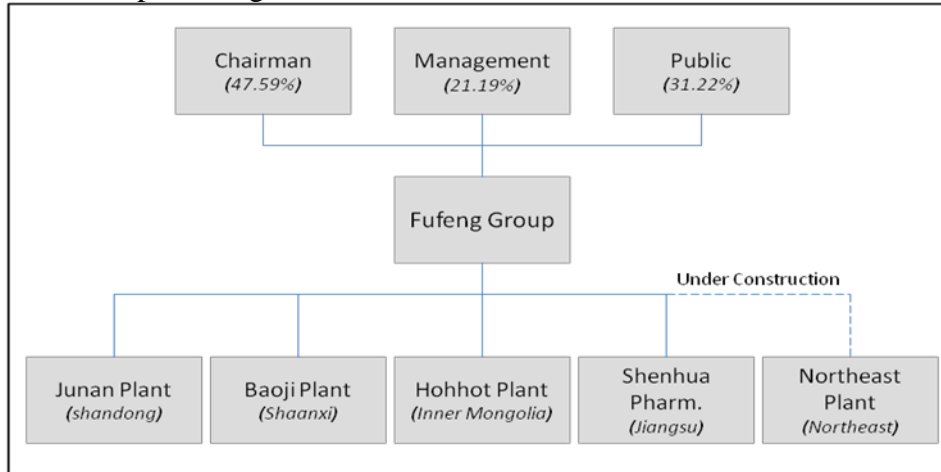 Chairman
(47.59%)
Management
(21.19%)
Public
(31.22%)
Fufeng Group
Under Construction
Junan Plant
(shandong)
Baoji Plant
(Shaanxi)
Hohhot Plant
(Inner Mongolia)
Shenhua
Pharm.
(Jiangsu)
Northeast
Plant
(Northeast)